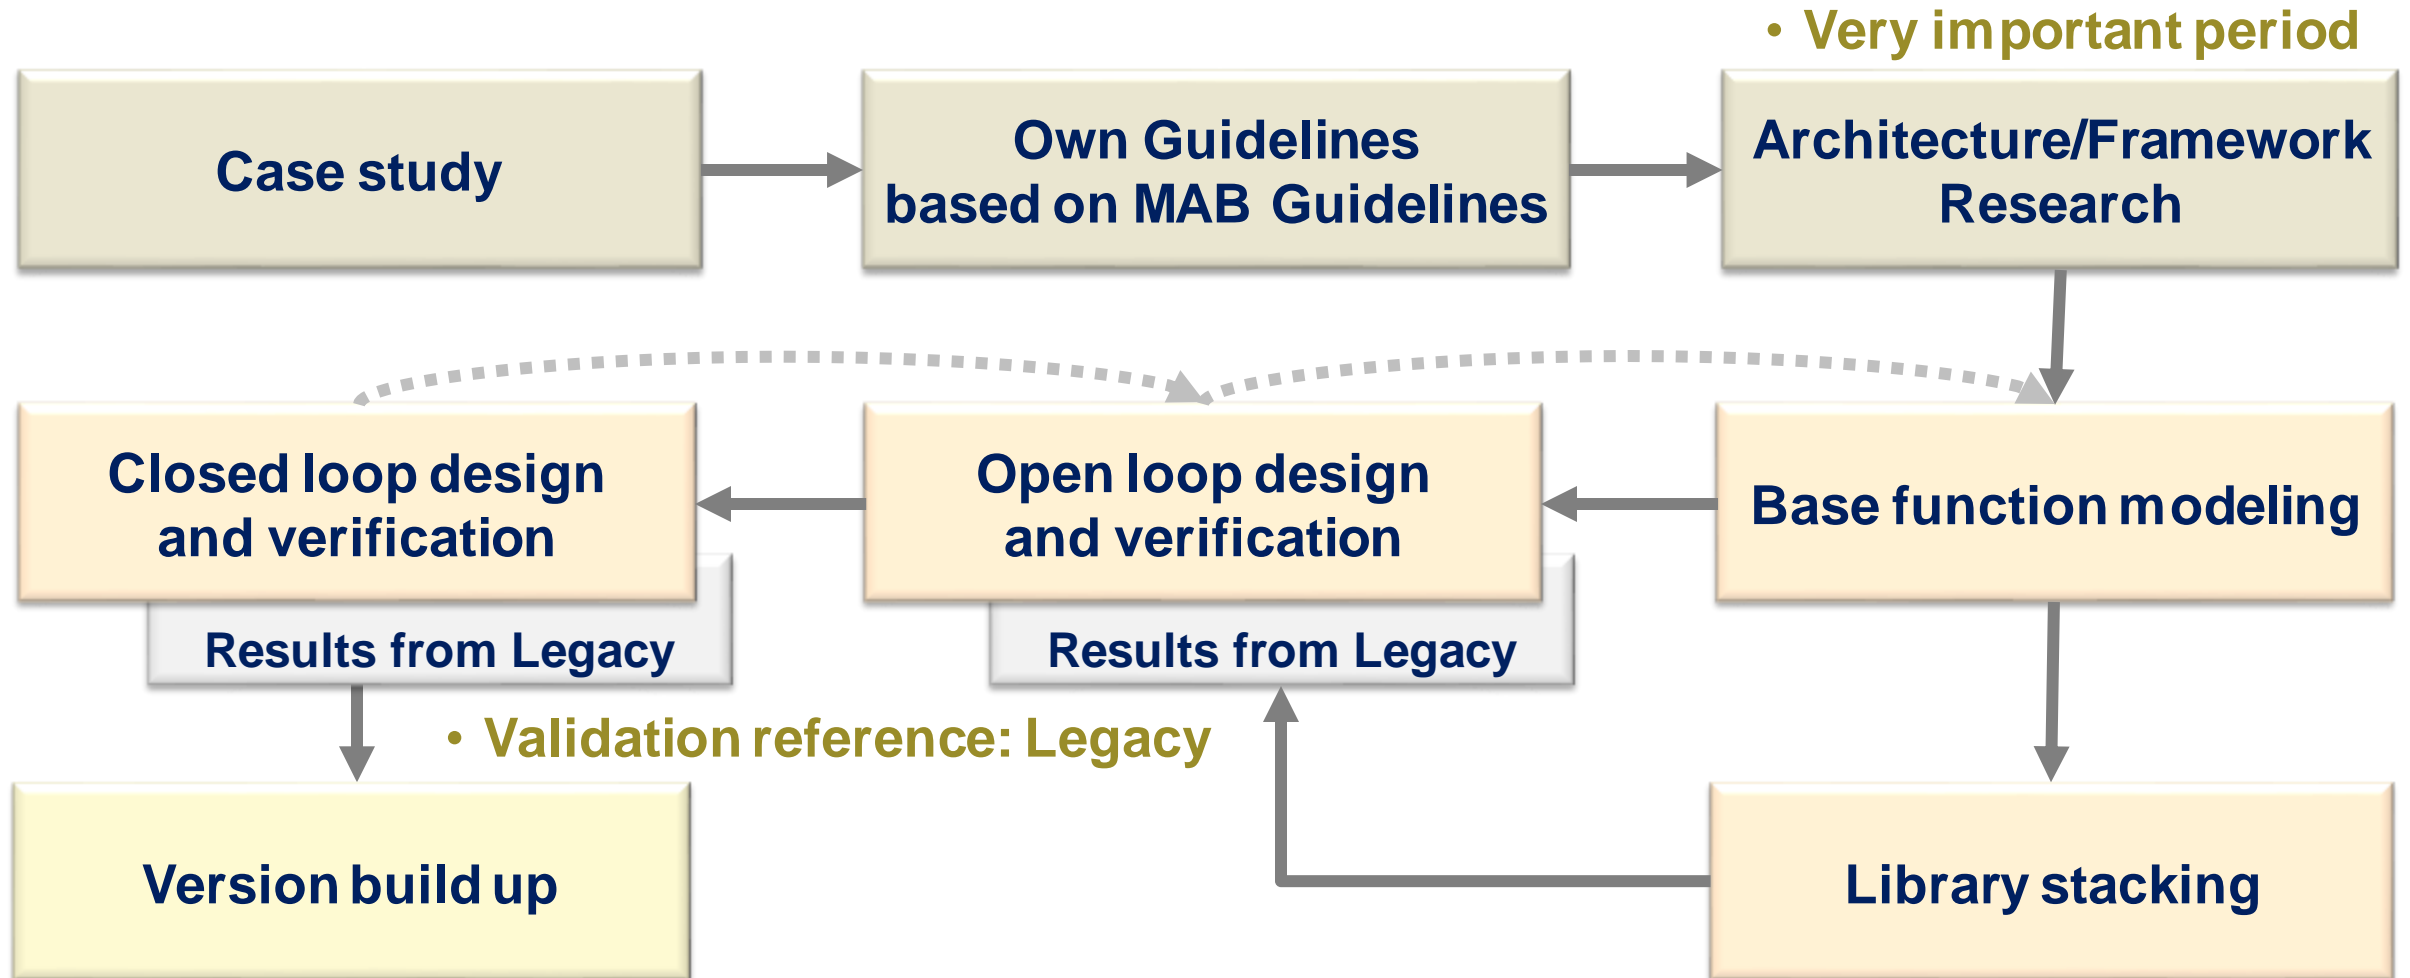 • Very important period
Case study
Own Guidelines
based on MAB Guidelines
Architecture/Framework
Research
Closed loop design
and verification
Open loop design
and verification
Base function modeling
Results from Legacy
Results from Legacy
• Validation reference: Legacy
Version build up
Library stacking